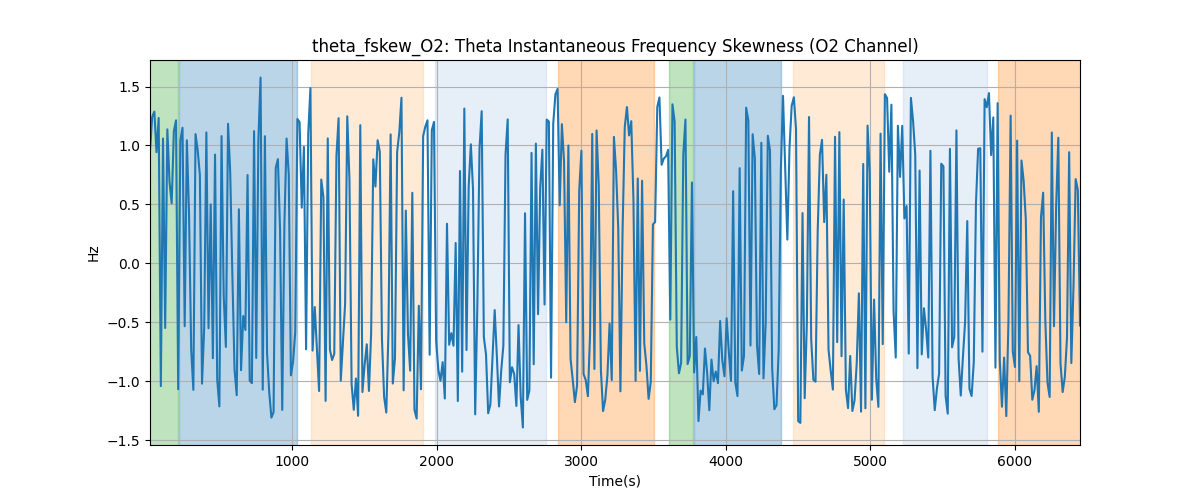 theta_fskew_O2: Theta Instantaneous Frequency Skewness (O2 Channel)
1.5
1.0
0.5
0.0
−0.5
−1.0
−1.5
Hz
1000 2000 3000 4000 5000 6000
Time(s)